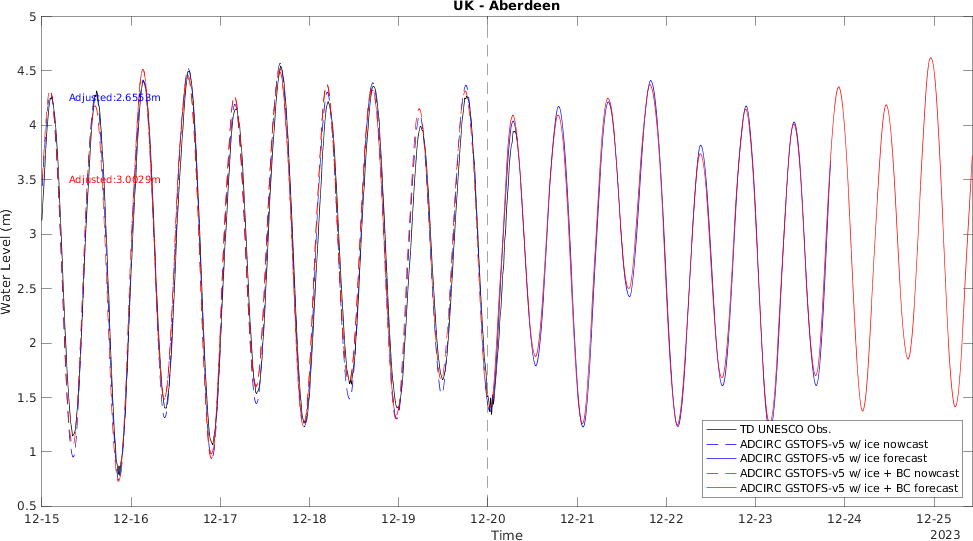 UK - Aberdeen
5
4.5
4
3.5
3
2.5
2
1.5
1
0.5
Water Level (m)
Adjusted:2.6553m
Adjusted:3.0029m
TD UNESCO Obs.
ADCIRC GSTOFS-v5 w/ ice nowcast
ADCIRC GSTOFS-v5 w/ ice forecast
ADCIRC GSTOFS-v5 w/ ice + BC nowcast
ADCIRC GSTOFS-v5 w/ ice + BC forecast
12-15 12-16 12-17 12-18 12-19 12-20 12-21 12-22 12-23 12-24 12-25
Time 2023